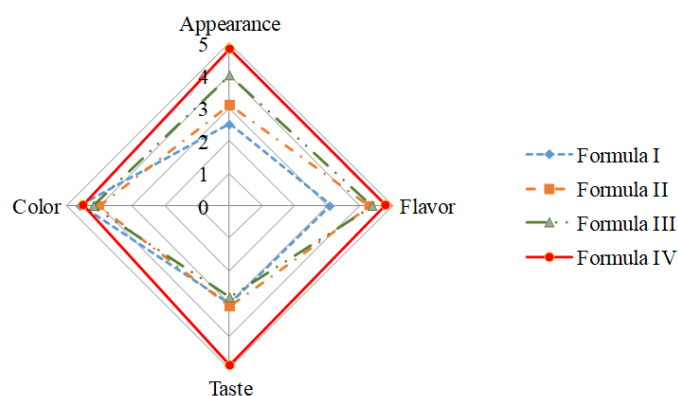 Appearance
5
4
3
2
1
0
Color
Flavor
Taste
Formula I
Formula II
Formula III
Formula IV